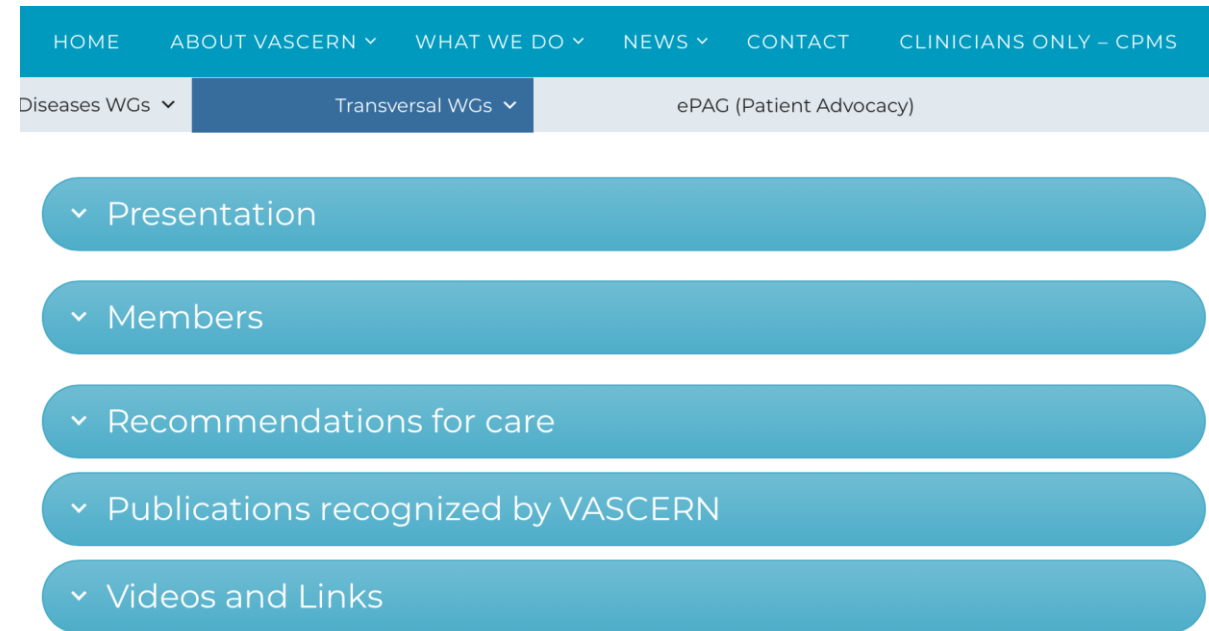 HOME ABOUT VASCERN WHAT WE DO NEWS CONTACT CLINICIANS ONLY – CPMS
Diseases WGs Transversal WGs ePAG (Patient Advocacy)
Presentation
Members
Recommendations for care
Publications recognized by VASCERN
Videos and Links